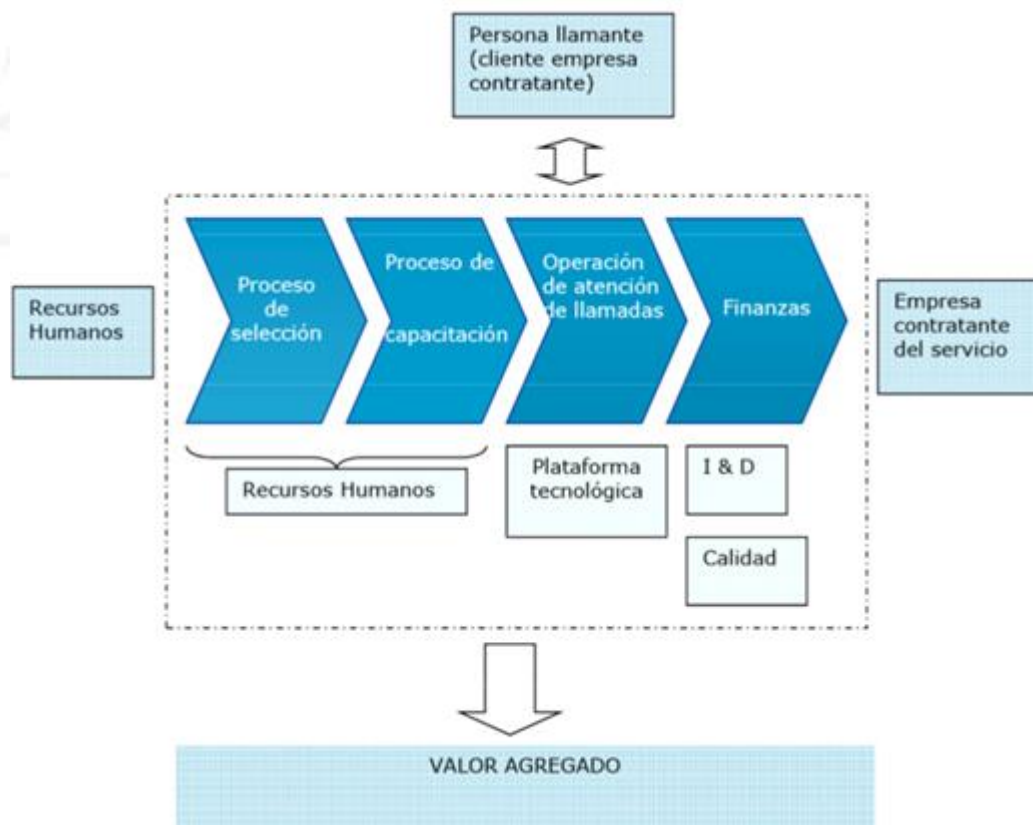 Persona llamante
(cliente empresa
contratante)
Recursos
Humanos
Proceso
de
selección
Proceso de
capacitación
Operación
de atención
de llamadas
Finanzas
Empresa
contratante
del servicio
Recursos Humanos
Plataforma
tecnológica
I & D
Calidad
VALOR AGREGADO